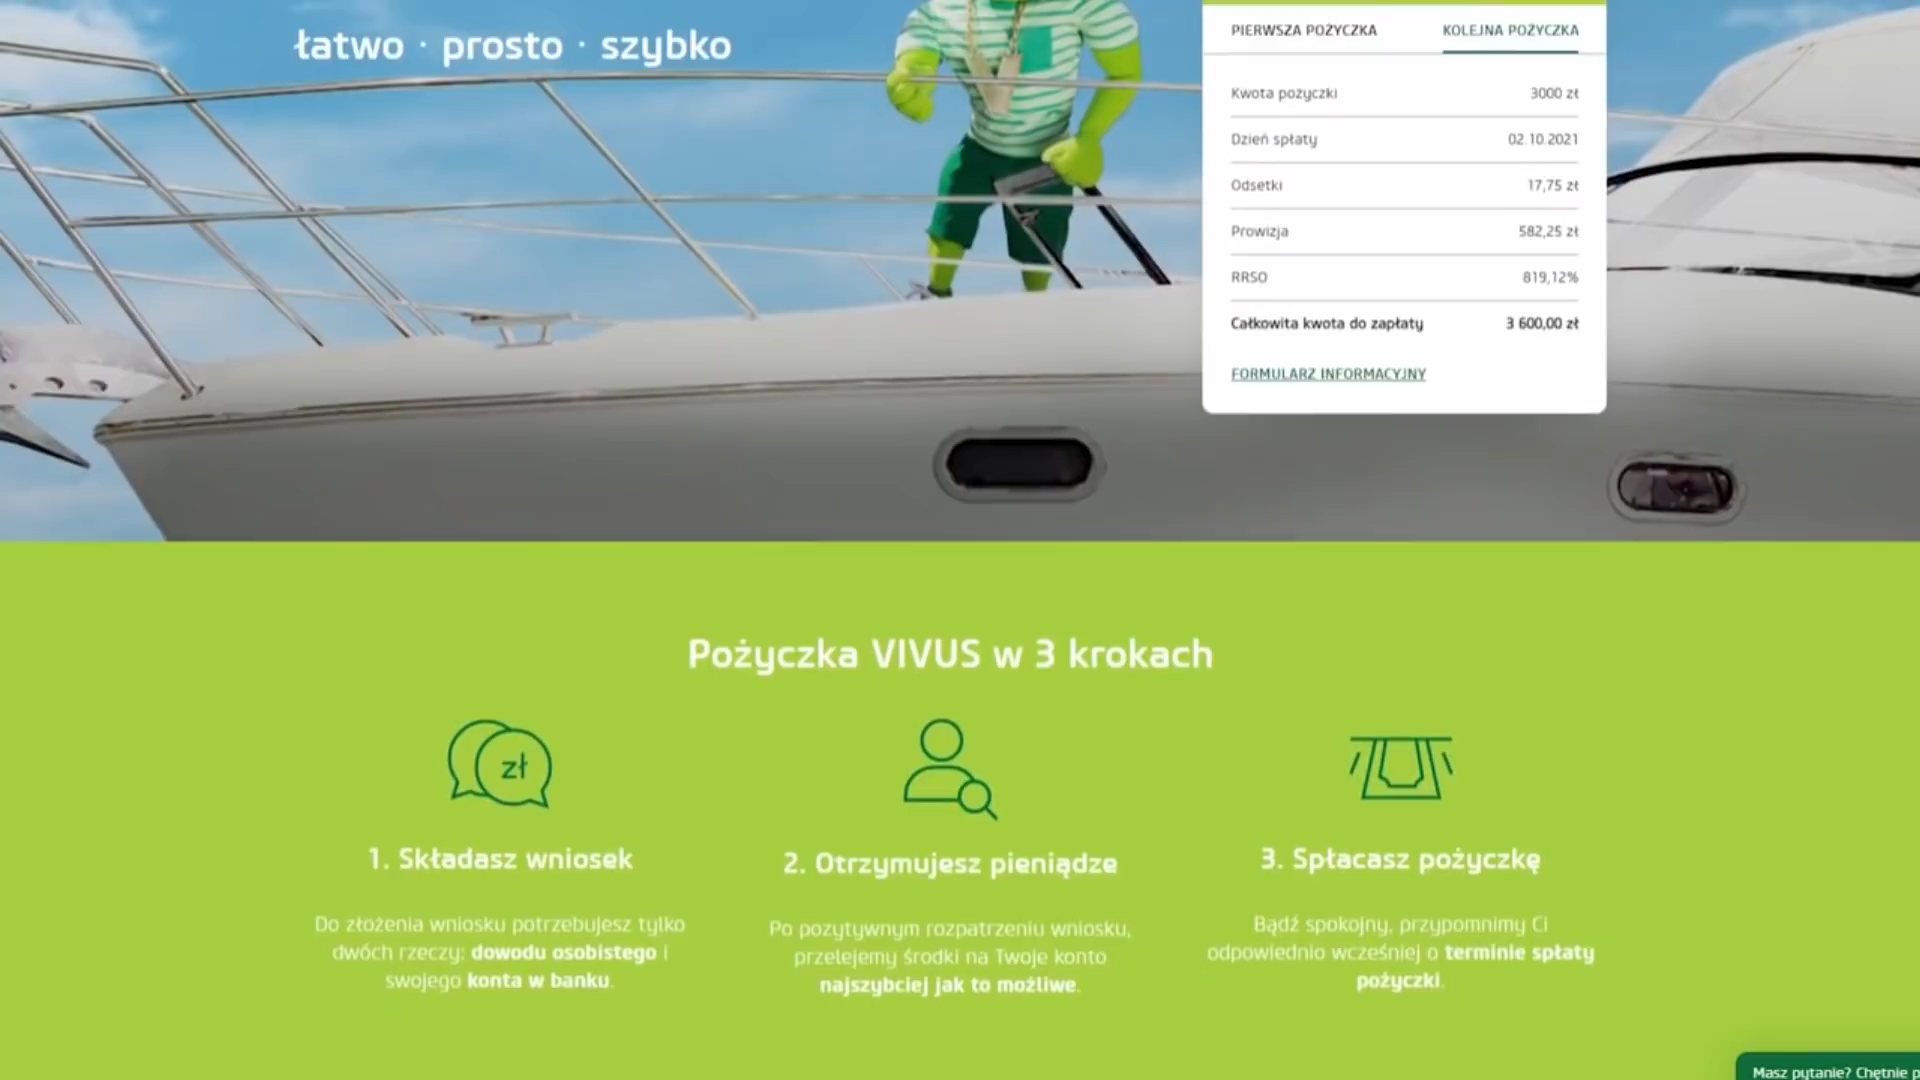 łatwo · prosto · szybko
PIERWSZA POŻYCZKA
KOLEJNA POŻYCZKA
Kwota pożyczki 3000 zł
Dzień spłaty 02.10.2021
Odsetki 17,75 zł
Prowizja 582,25 zł
RRSO 819,12%
Całkowita kwota do zapłaty 3 600,00 zł
FORMULARZ INFORMACYJNY
Pożyczka VIVUS w 3 krokach
zł
1. Składasz wniosek
Do złożenia wniosku potrzebujesz tylko
dwóch rzeczy: dowodu osobistego i
swojego konta w banku.
2. Otrzymujesz pieniądze
Po pozytywnym rozpatrzeniu wniosku,
przelejemy środki na Twoje konto
najszybciej jak to możliwe.
3. Spłacasz pożyczkę
Bądź spokojny, przypomnimy Ci
odpowiednio wcześniej o terminie spłaty
pożyczki.
Masz pytanie? Chętnie p